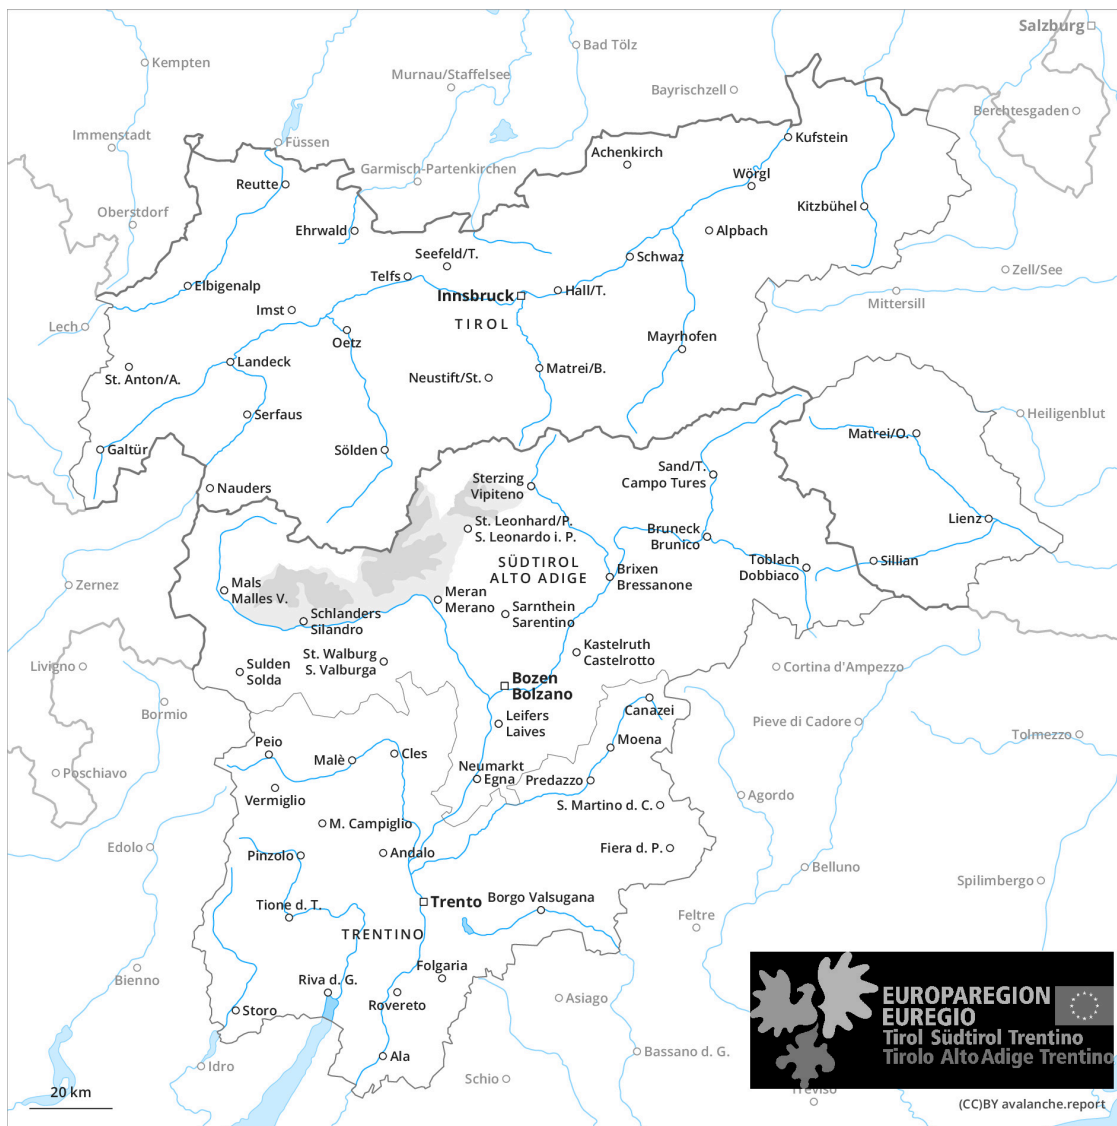 Salzburg
Bad Tölz
Kempten
Murnau/Staffelsee
Bayrischzell
Berchtesgaden
Immenstadt
Füssen
Kufstein
Achenkirch
Garmisch-Partenkirchen
Wörgl
Reutte
Kitzbühel
Oberstdorf
Ehrwald
Alpbach
Seefeld/T.
Schwaz
Zell/See
Telfs
Elbigenalp
Innsbruck
Hall/T.
Mittersill
Imst
Lech
TIROL
Oetz
Mayrhofen
Landeck
Matrei/B.
St. Anton/A.
Neustift/St.
Serfaus
Heiligenblut
Matrei/O.
Galtür
Sölden
Sand/T.
Campo Tures
Sterzing
Vipiteno
Nauders
Lienz
St. Leonhard/P.
S. Leonardo i. P.
Bruneck
Brunico
SÜDTIROL
ALTO ADIGE
Toblach
Dobbiaco
Sillian
Brixen
Bressanone
Zernez
Mals
Malles V.
Meran
Merano
Schlanders
Silandro
Sarnthein
Sarentino
Kastelruth
Castelrotto
St. Walburg
S. Valburga
Livigno
Sulden
Solda
Cortina d'Ampezzo
Bozen
Bolzano
Bormio
Canazei
Leifers
Laives
Pieve di Cadore
Tolmezzo
Peio
Moena
Cles
Malè
Neumarkt
Egna
Poschiavo
Predazzo
Vermiglio
Agordo
S. Martino d. C.
M. Campiglio
Edolo
Pinzolo
Andalo
Fiera d. P.
Belluno
Spilimbergo
Borgo Valsugana
Trento
Tione d. T.
Feltre
TRENTINO
Folgaria
Bienno
Riva d. G.
Rovereto
Asiago
EUROPAREGION
EUREGIO
Tirol Südtirol Trentino
Tirolo Alto Adige Trentino
Storo
Ala
Bassano d. G.
Idro
Schio
Treviso
20 km
(CC)BY avalanche.report